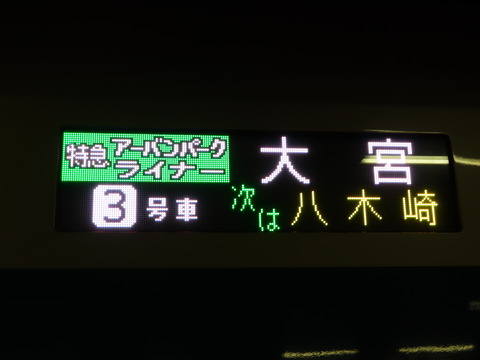 特急 アーバンパークライナー 大宮
3号車 次は 八木崎